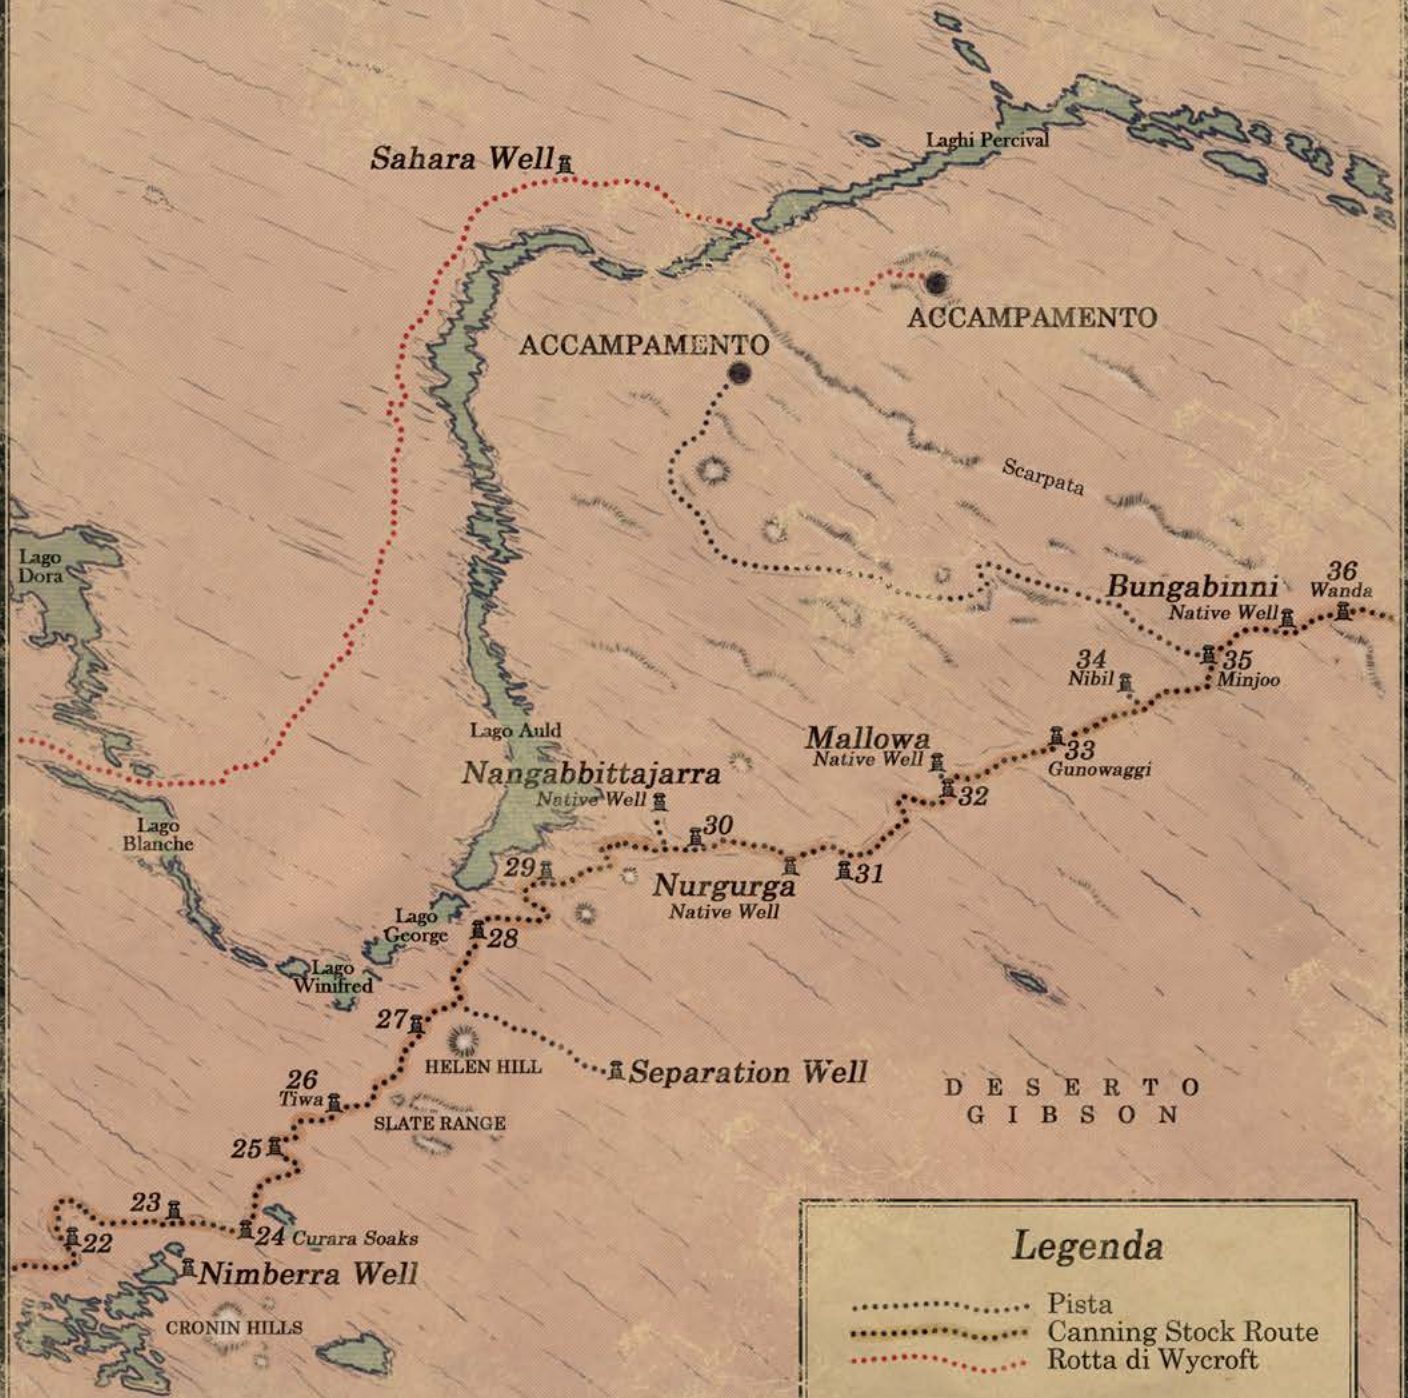 Laghi Percival
Sahara Well
ACCAMPAMENTO
ACCAMPAMENTO
Scarpata
Lago
Dora
Bungabinni
Native Well
36
Wanda
35
Minjoo
34
Nibil
33
Gunowaggi
Lago Auld
Mallowa
Native Well
32
Nangabbittajarra
Native Well
30
31
Lago
Blanche
29
Nurgurga
Native Well
Lago
George
28
Lago
Winifred
27
HELEN HILL
Separation Well
DESERTO
GIBSON
26
Tiwa
SLATE RANGE
25
23
22
24 Curara Soaks
Nimberra Well
CRONIN HILLS
Legenda
Pista
Canning Stock Route
Rotta di Wycroft